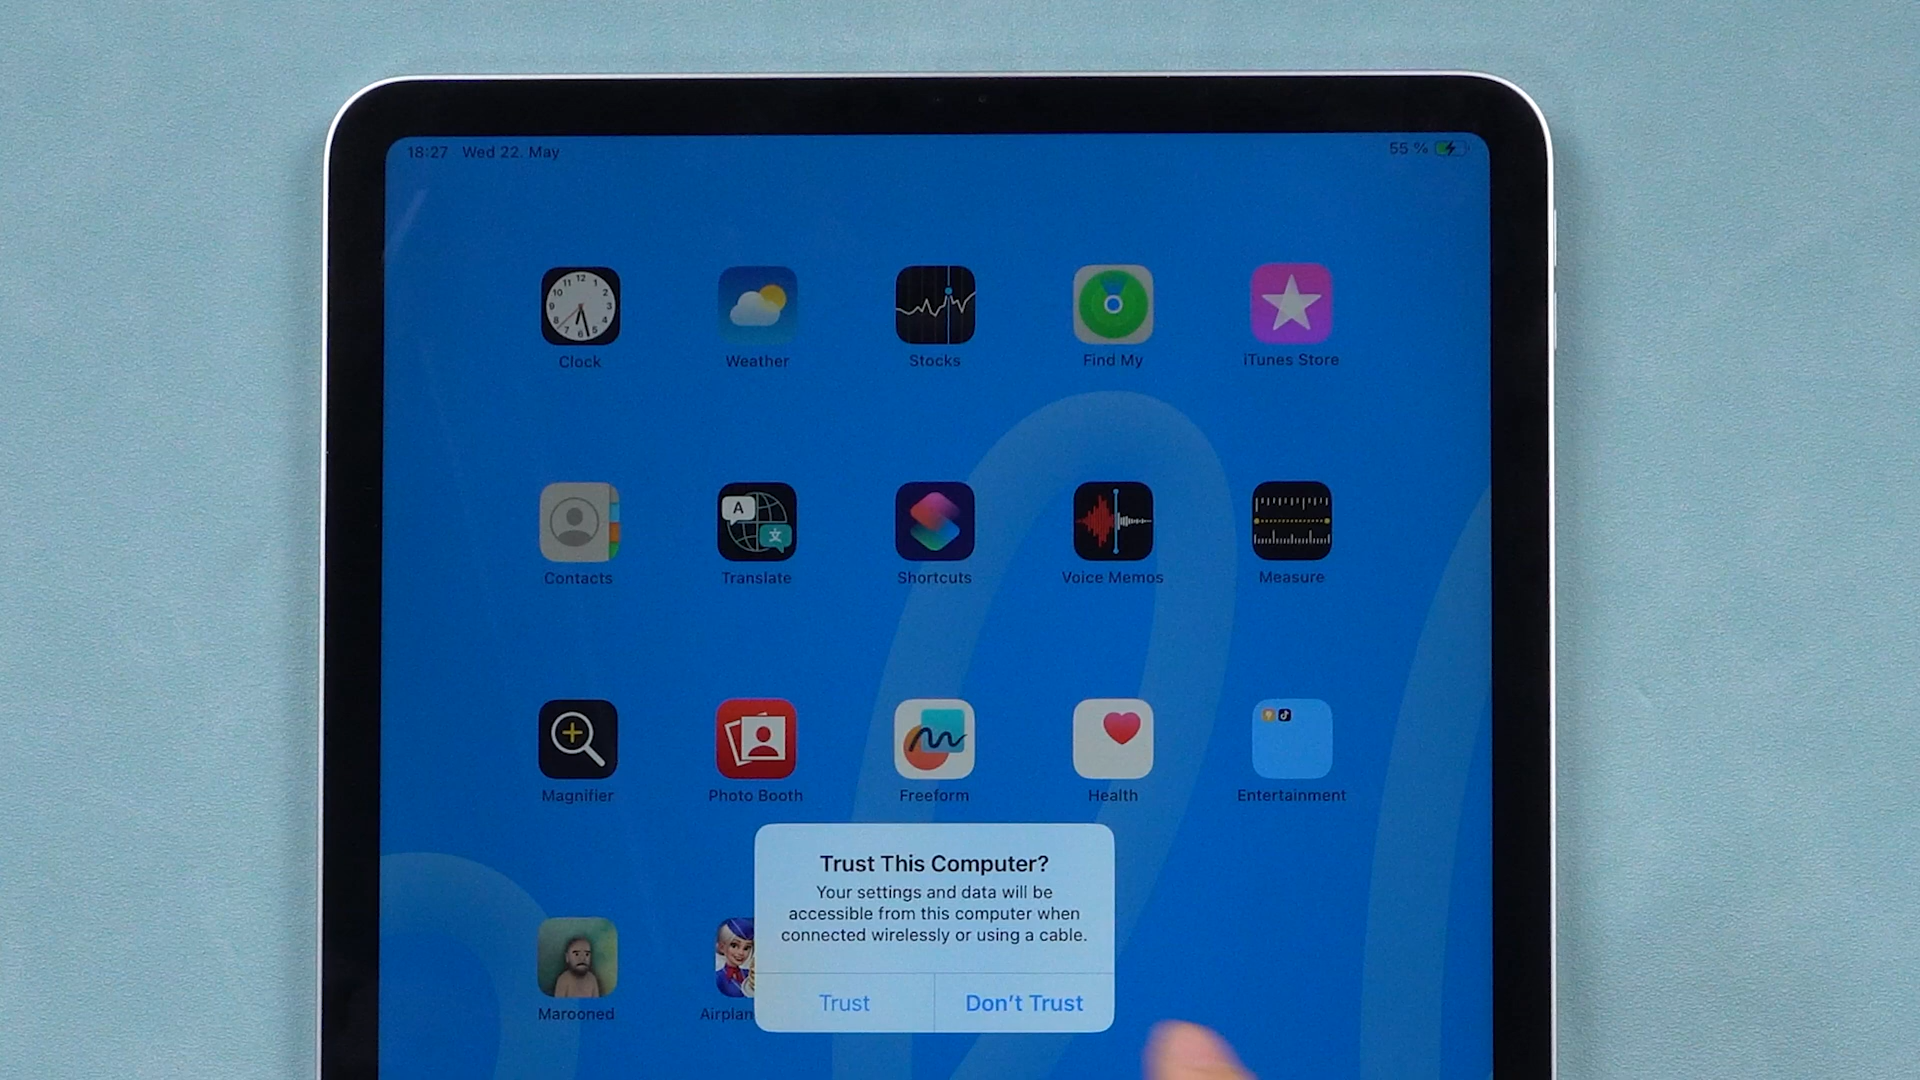 18:27 Wed 22. May
55 %
Clock
Weather
Stocks
Find My
iTunes Store
Contacts
Translate
Shortcuts
Voice Memos
Measure
Magnifier
Photo Booth
Freeform
Health
Entertainment
Marooned
Airplan
Trust This Computer?
Your settings and data will be
accessible from this computer when
connected wirelessly or using a cable.
Trust
Don't Trust